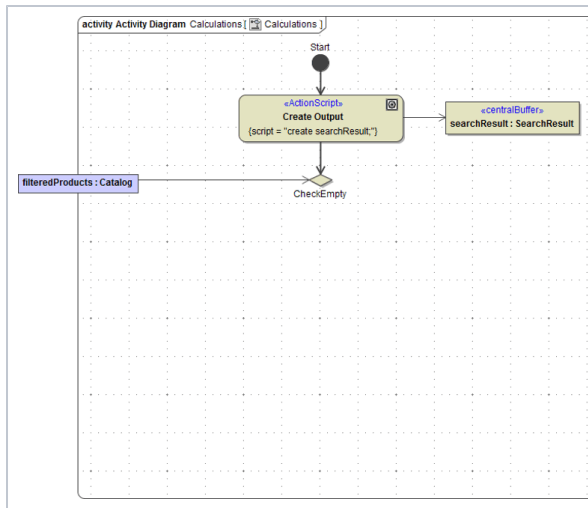 activity Activity Diagram Calculations [ Calculations ]
Start
«ActionScript»
Create Output
{script = "create searchResult;"}
«centralBuffer»
searchResult : SearchResult
filteredProducts : Catalog
CheckEmpty